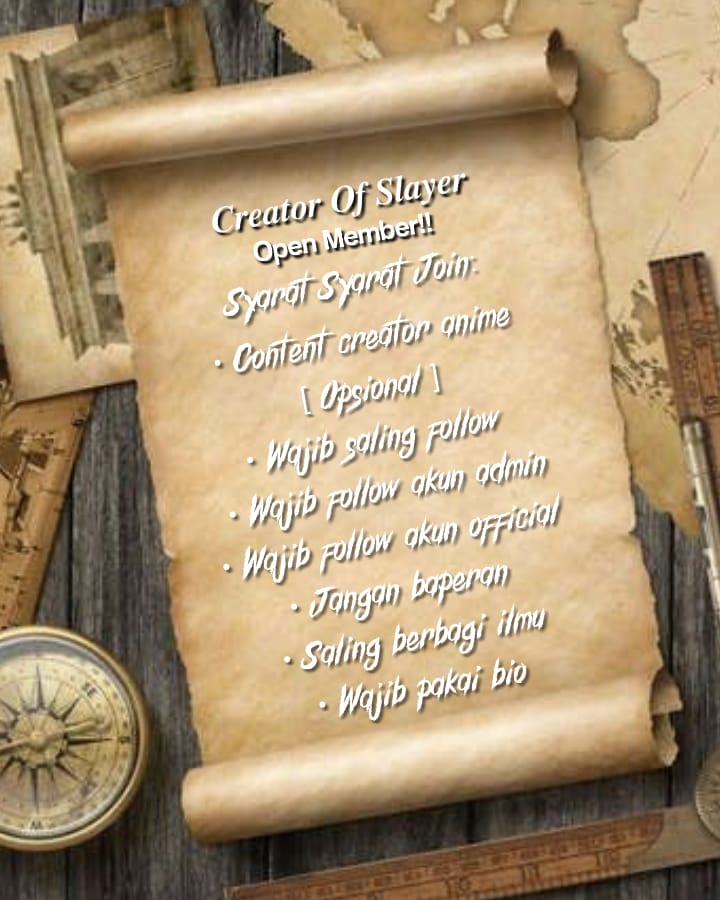 Creator Of Slayer
Open Member!!
Syarat Syarat Join:
• Content creator anime
[ Opsional ]
• Wajib saling follow
• Wajib follow akun admin
• Wajib follow akun official
• Jangan baperan
• Saling berbagi ilmu
• Wajib pakai bio